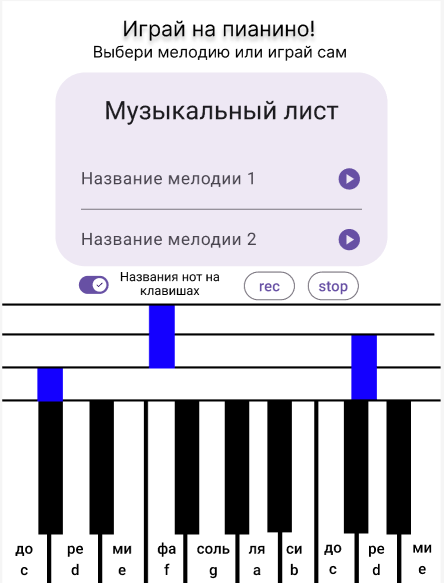 Играй на пианино!
Выбери мелодию или играй сам
Музыкальный лист
Название мелодии 1
Название мелодии 2
Названия нот на
клавишах
rec stop
до ре ми фа соль ля си до ре ми
c d e f g a b c d e